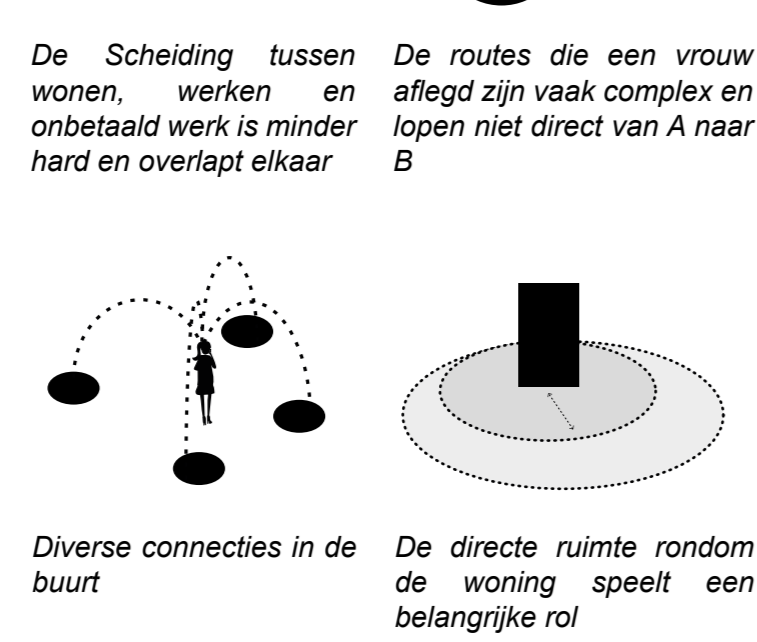 De Scheiding tussen
wonen, werken en
onbetaald werk is minder
hard en overlapt elkaar
De routes die een vrouw
aflegd zijn vaak complex en
lopen niet direct van A naar
B
Diverse connecties in de
buurt
De directe ruimte rondom
de woning speelt een
belangrijke rol